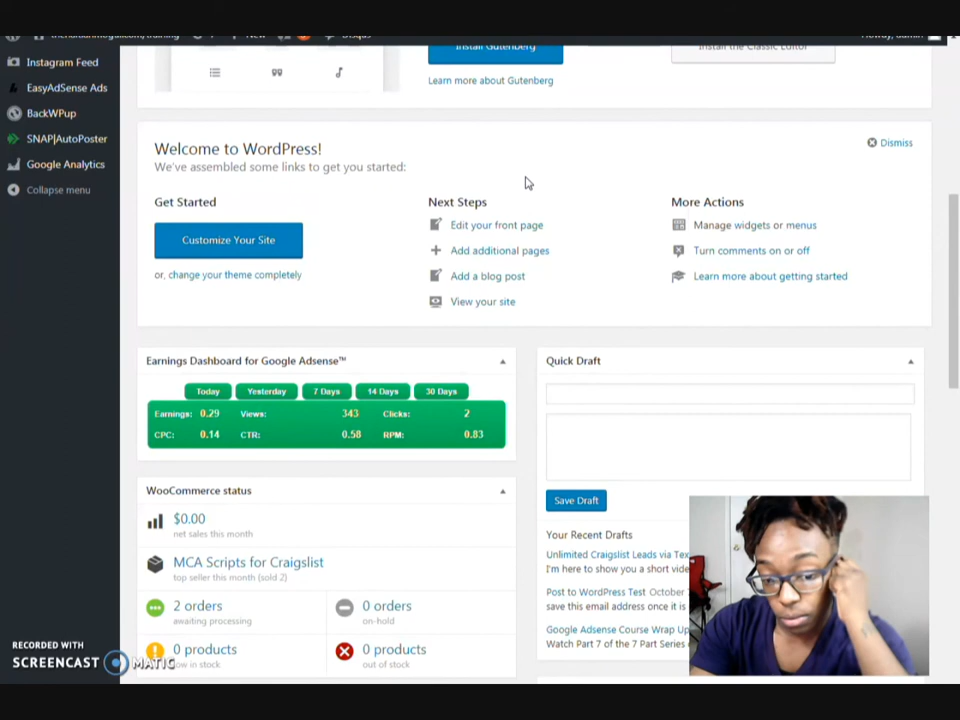 Instagram Feed
EasyAdSense Ads
BackWPup
SNAP|AutoPoster
Google Analytics
Collapse menu
Install Gutenberg
Install the Classic Editor
Learn more about Gutenberg
Welcome to WordPress!
We've assembled some links to get you started:
Dismiss
Get Started
Customize Your Site
or, change your theme completely
Next Steps
Edit your front page
Add additional pages
Add a blog post
View your site
More Actions
Manage widgets or menus
Turn comments on or off
Learn more about getting started
Earnings Dashboard for Google Adsense™
Today Yesterday 7 Days 14 Days 30 Days
Earnings: 0.29 Views: 343 Clicks: 2
CPC: 0.14 CTR: 0.58 RPM: 0.83
WooCommerce status
$0.00
net sales this month
MCA Scripts for Craigslist
top seller this month (sold 2)
2 orders
awaiting processing
0 orders
on-hold
0 products
low in stock
0 products
out of stock
Quick Draft
Save Draft
Your Recent Drafts
Unlimited Craigslist Leads via Tex
I'm here to show you a short vide
Post to WordPress Test October
save this email address once it is
Google Adsense Course Wrap Up
Watch Part 7 of the 7 Part Series
RECORDED WITH
SCREENCAST MATIC